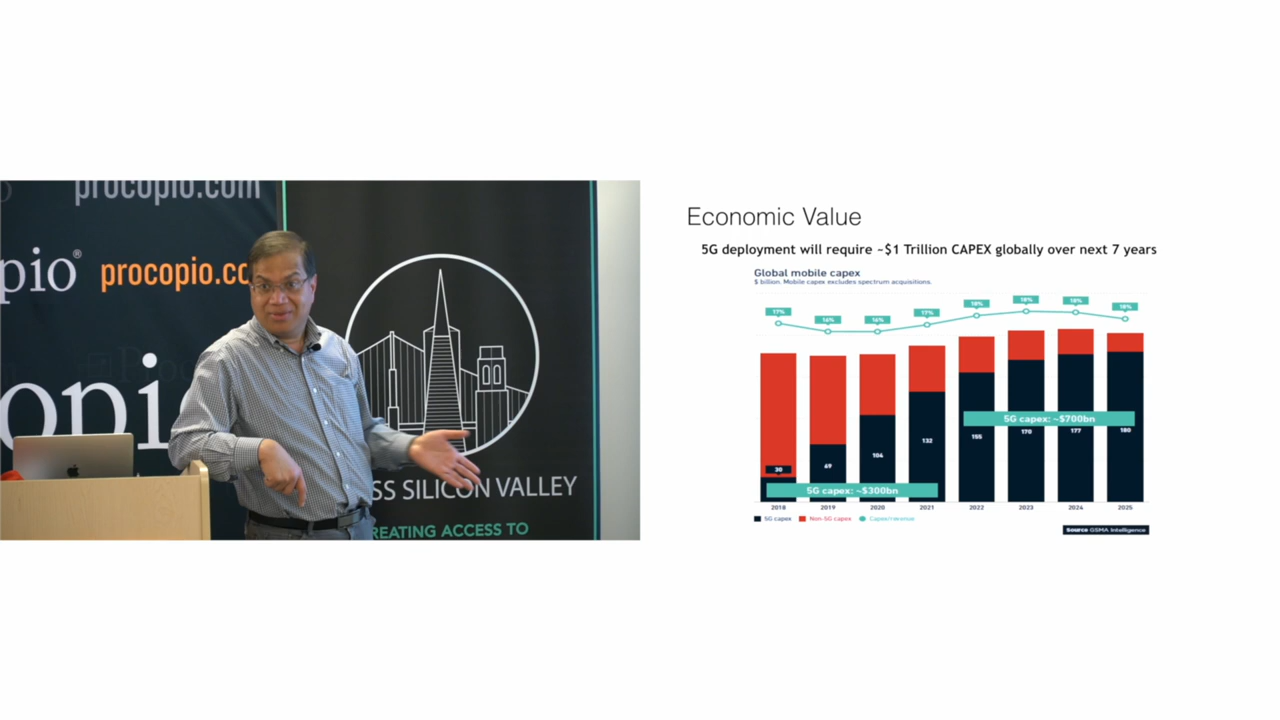 procopio.com
pio®
procopio.co
opi
SS SILICON VALLEY
REATING ACCESS TO
Economic Value
5G deployment will require ~$1 Trillion CAPEX globally over next 7 years
Global mobile capex
$ billion. Mobile capex excludes spectrum acquisitions.
17% 16% 16% 17% 18% 18% 18% 18%
5G capex: ~$700bn
30 69 104 132 155 170 177 180
5G capex: ~$300bn
2018 2019 2020 2021 2022 2023 2024 2025
5G capex Non-5G capex Capex/revenue
Source GSMA Intelligence